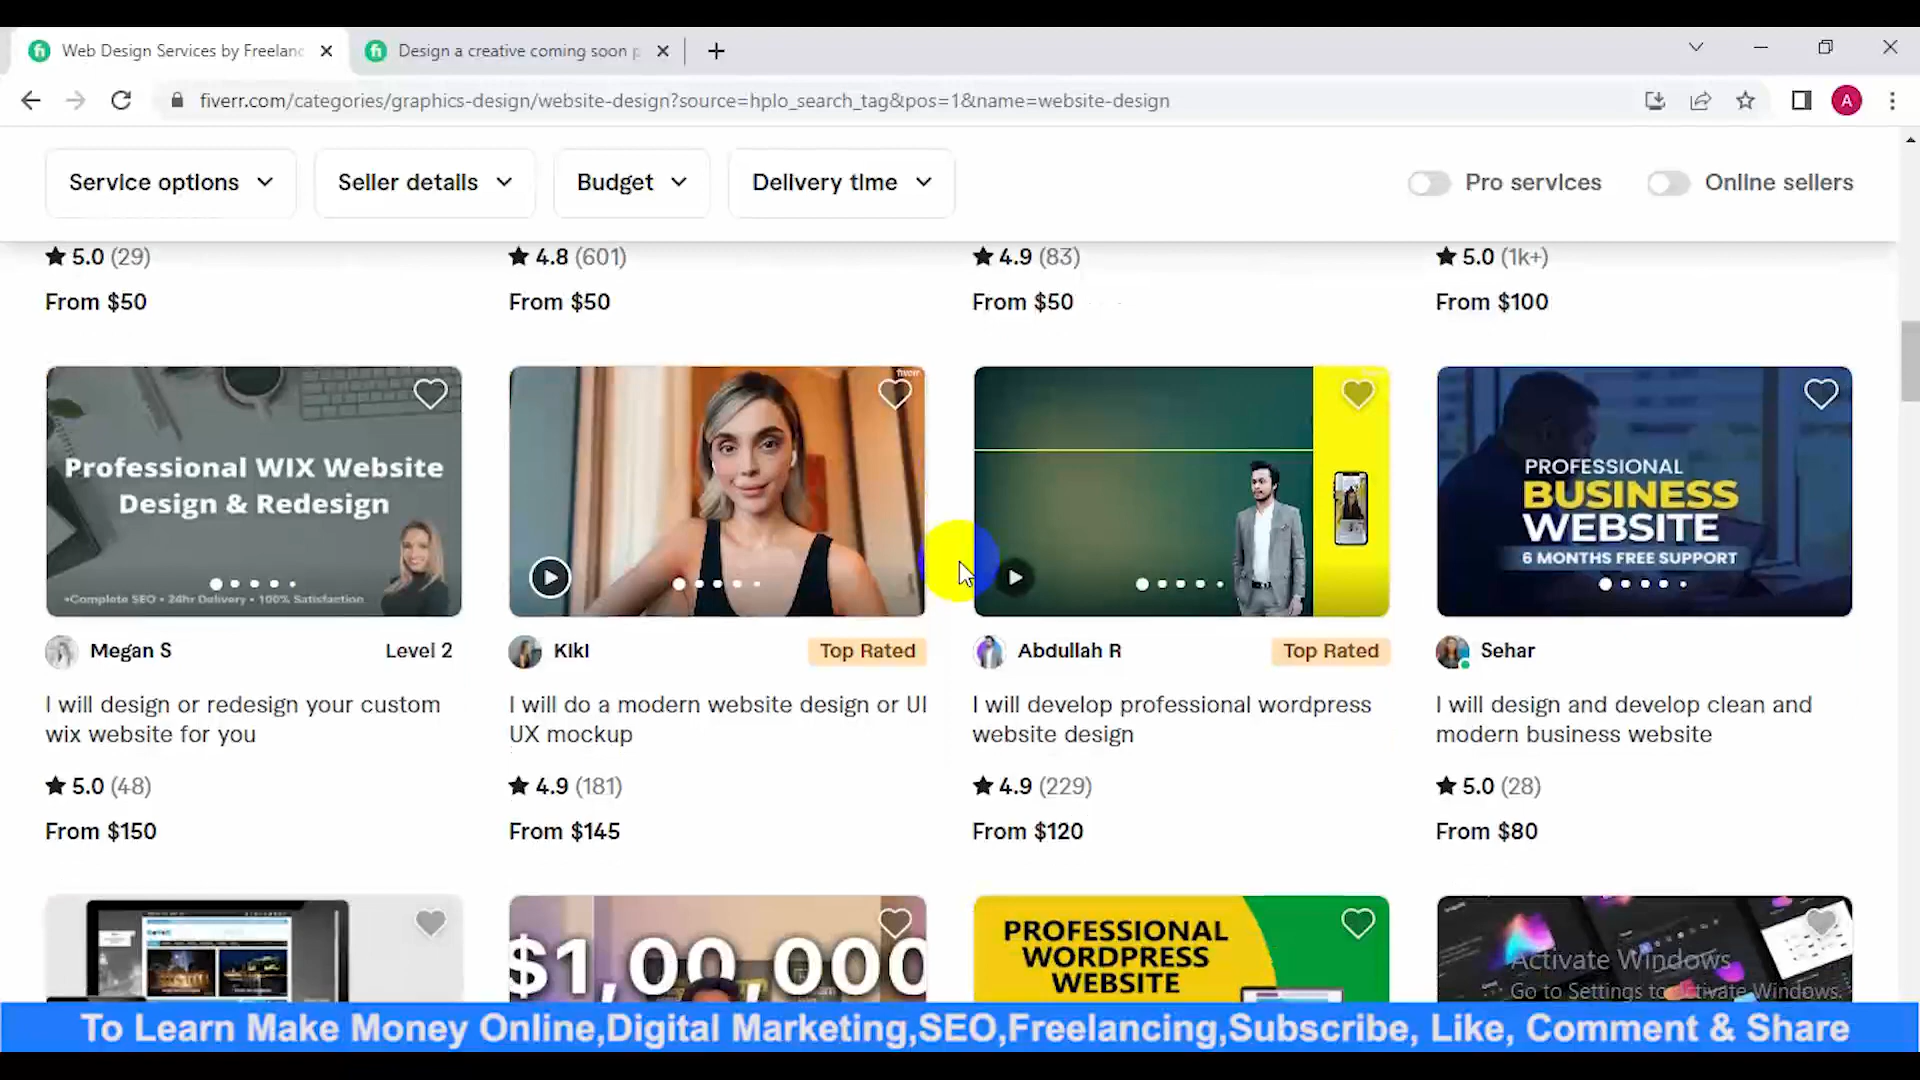 Web Design Services by Freelanc
Design a creative coming soon p
fiverr.com/categories/graphics-design/website-design?source=hplo_search_tag&pos=1&name=website-design
A
Service options
Seller details
Budget
Delivery time
Pro services
Online sellers
5.0 (29)
4.8 (601)
4.9 (83)
5.0 (1k+)
From $50
From $50
From $50
From $100
Professional WIX Website
Design & Redesign
•Complete SEO • 24hr Delivery • 100% Satisfaction
fiverr
PROFESSIONAL
BUSINESS
WEBSITE
6 MONTHS FREE SUPPORT
Megan S
Level 2
Kiki
Top Rated
Abdullah R
Top Rated
Sehar
I will design or redesign your custom
wix website for you
I will do a modern website design or UI
UX mockup
I will develop professional wordpress
website design
I will design and develop clean and
modern business website
5.0 (48)
4.9 (181)
4.9 (229)
5.0 (28)
From $150
From $145
From $120
From $80
$1,00,000
PROFESSIONAL
WORDPRESS
WEBSITE
Activate Windows
Go to Settings to activate Windows.
To Learn Make Money Online,Digital Marketing,SEO,Freelancing,Subscribe, Like, Comment & Share